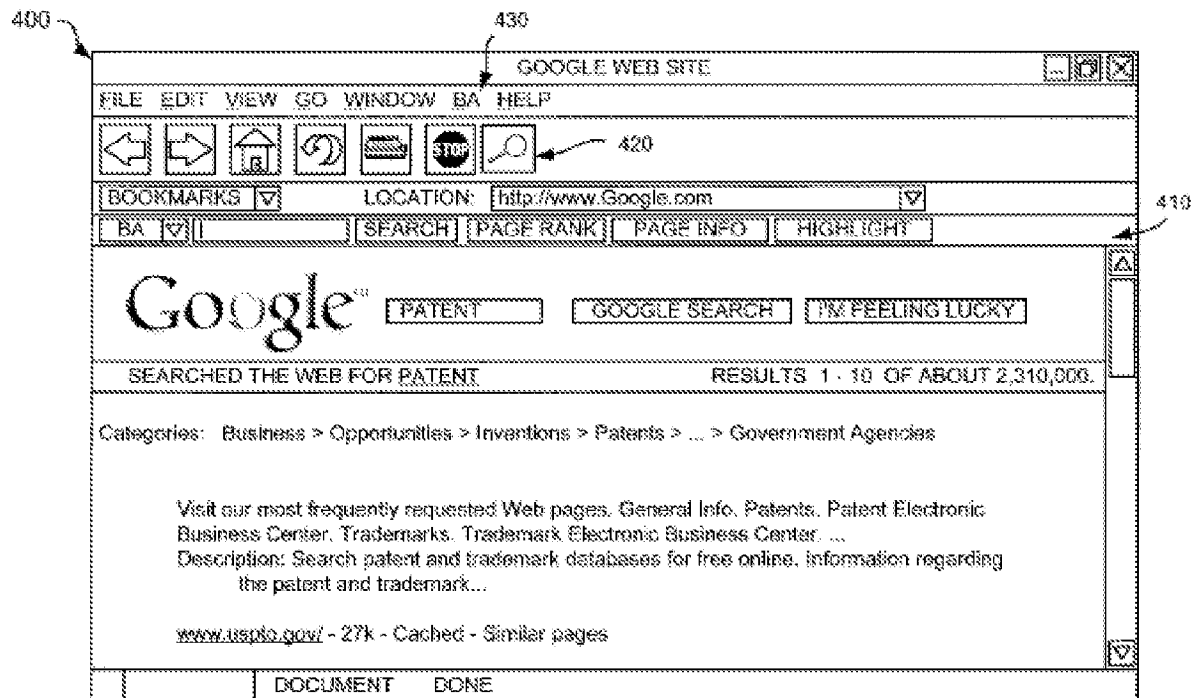 400
430
GOOGLE WEB SITE
FILE EDIT VIEW GO WINDOW BA HELP
STOP
420
BOOKMARKS LOCATION: http://www.Google.com
410
BA SEARCH PAGE RANK PAGE INFO HIGHLIGHT
Google PATENT GOOGLE SEARCH I'M FEELING LUCKY
SEARCHED THE WEB FOR PATENT RESULTS 1 - 10 OF ABOUT 2,310,000.
Categories: Business > Opportunities > Inventions > Patents > ... > Government Agencies
Visit our most frequently requested Web pages. General Info. Patents. Patent Electronic
Business Center. Trademarks. Trademark Electronic Business Center. ...
Description: Search patent and trademark databases for free online. Information regarding
the patent and trademark...
www.uspto.gov/ - 27k - Cached - Similar pages
DOCUMENT DONE